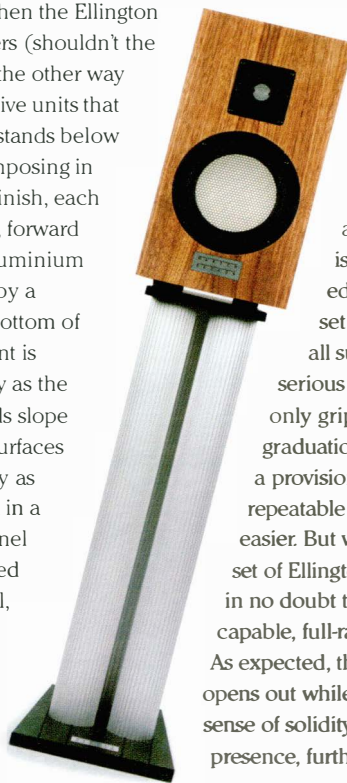 hen the Ellington
ers (shouldn't the
the other way
ive units that
stands below
nposing in
inish, each
, forward
uminium
by a
ottom of
nt is
y as the
ds slope
urfaces
y as
in a
nel
ed
l,
a
is
ed
set
all su
serious
only grip
graduatio
a provisio
repeatable
easier. But w
set of Ellingt
in no doubt t
capable, full-ra
As expected, th
opens out while
sense of solidity
presence, furth